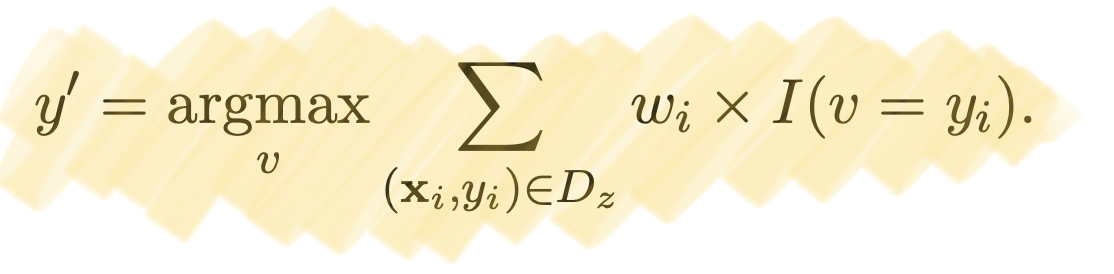 y′ = argmax_v ∑_{(𝐱_i,y_i)∈D_z} w_i × I(v = y_i).